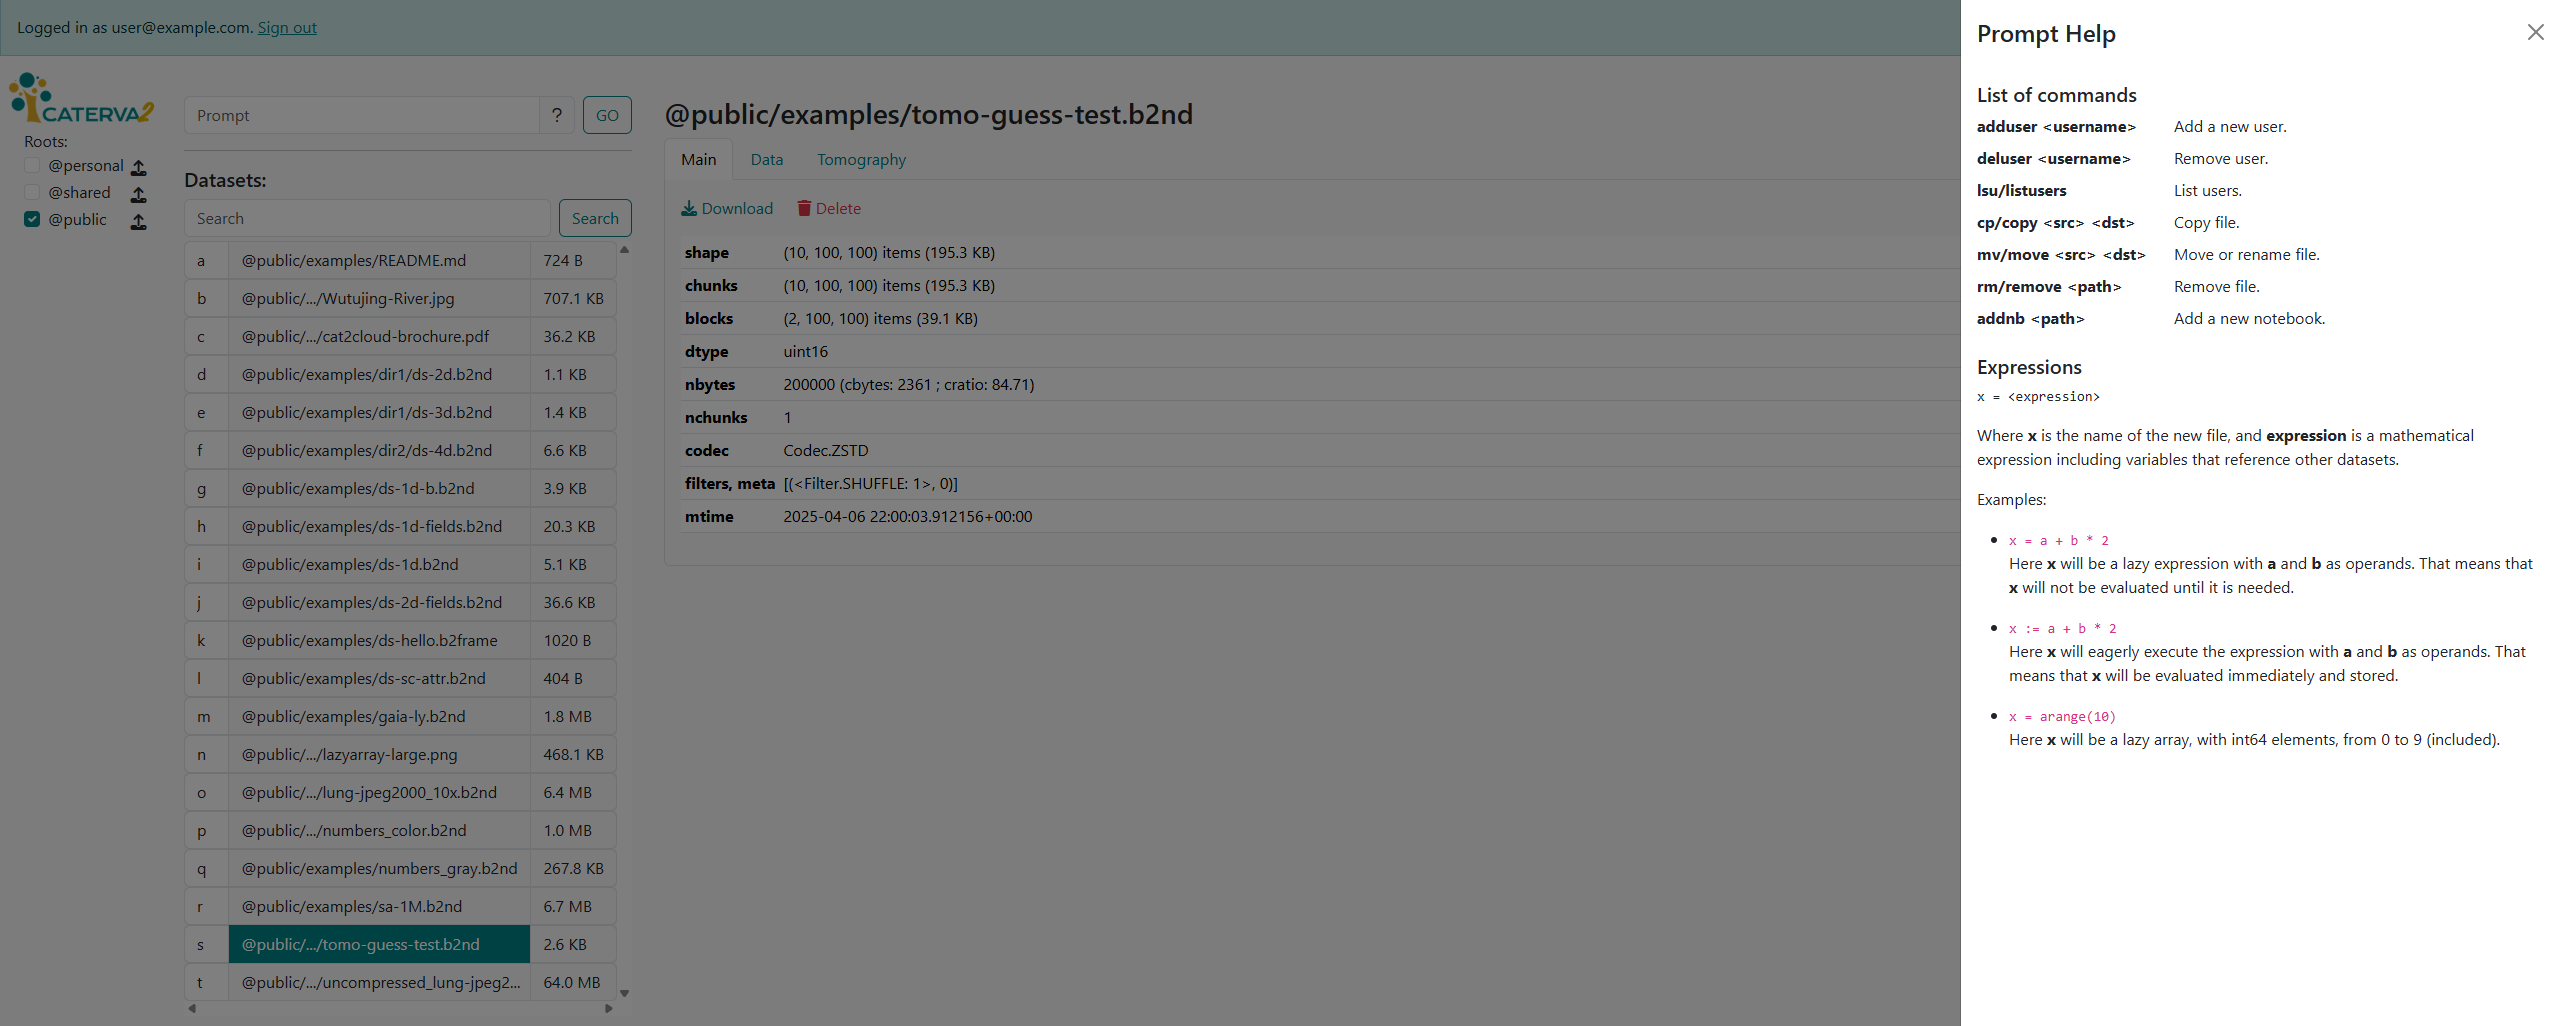 Logged in as user@example.com. Sign out
CATERVA2
Roots:
@personal
@shared
@public
Prompt ? GO
Datasets:
Search Search
a @public/examples/README.md 724 B
b @public/.../Wutujing-River.jpg 707.1 KB
c @public/.../cat2cloud-brochure.pdf 36.2 KB
d @public/examples/dir1/ds-2d.b2nd 1.1 KB
e @public/examples/dir1/ds-3d.b2nd 1.4 KB
f @public/examples/dir2/ds-4d.b2nd 6.6 KB
g @public/examples/ds-1d-b.b2nd 3.9 KB
h @public/examples/ds-1d-fields.b2nd 20.3 KB
i @public/examples/ds-1d.b2nd 5.1 KB
j @public/examples/ds-2d-fields.b2nd 36.6 KB
k @public/examples/ds-hello.b2frame 1020 B
l @public/examples/ds-sc-attr.b2nd 404 B
m @public/examples/gaia-ly.b2nd 1.8 MB
n @public/.../lazyarray-large.png 468.1 KB
o @public/.../lung-jpeg2000_10x.b2nd 6.4 MB
p @public/.../numbers_color.b2nd 1.0 MB
q @public/examples/numbers_gray.b2nd 267.8 KB
r @public/examples/sa-1M.b2nd 6.7 MB
s @public/.../tomo-guess-test.b2nd 2.6 KB
t @public/.../uncompressed_lung-jpeg2... 64.0 MB
@public/examples/tomo-guess-test.b2nd
Main Data Tomography
Download Delete
shape (10, 100, 100) items (195.3 KB)
chunks (10, 100, 100) items (195.3 KB)
blocks (2, 100, 100) items (39.1 KB)
dtype uint16
nbytes 200000 (cbytes: 2361 ; cratio: 84.71)
nchunks 1
codec Codec.ZSTD
filters, meta [(<Filter.SHUFFLE: 1>, 0)]
mtime 2025-04-06 22:00:03.912156+00:00
Prompt Help
List of commands
adduser <username> Add a new user.
deluser <username> Remove user.
lsu/listusers List users.
cp/copy <src> <dst> Copy file.
mv/move <src> <dst> Move or rename file.
rm/remove <path> Remove file.
addnb <path> Add a new notebook.
Expressions
x = <expression>
Where x is the name of the new file, and expression is a mathematical
expression including variables that reference other datasets.
Examples:
• x = a + b * 2
Here x will be a lazy expression with a and b as operands. That means that
x will not be evaluated until it is needed.
• x := a + b * 2
Here x will eagerly execute the expression with a and b as operands. That
means that x will be evaluated immediately and stored.
• x = arange(10)
Here x will be a lazy array, with int64 elements, from 0 to 9 (included).